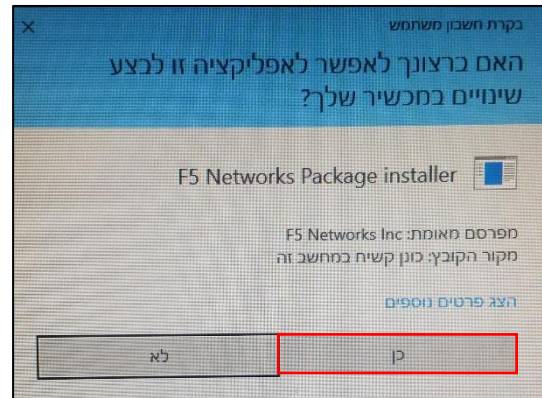 בקרת חשבון משתמש
האם ברצונך לאפשר לאפליקציה זו לבצע
שינויים במכשיר שלך?
F5 Networks Package installer
מפרסם מאומת: F5 Networks Inc
מקור הקובץ: כונן קשיח במחשב זה
הצג פרטים נוספים
כן
לא